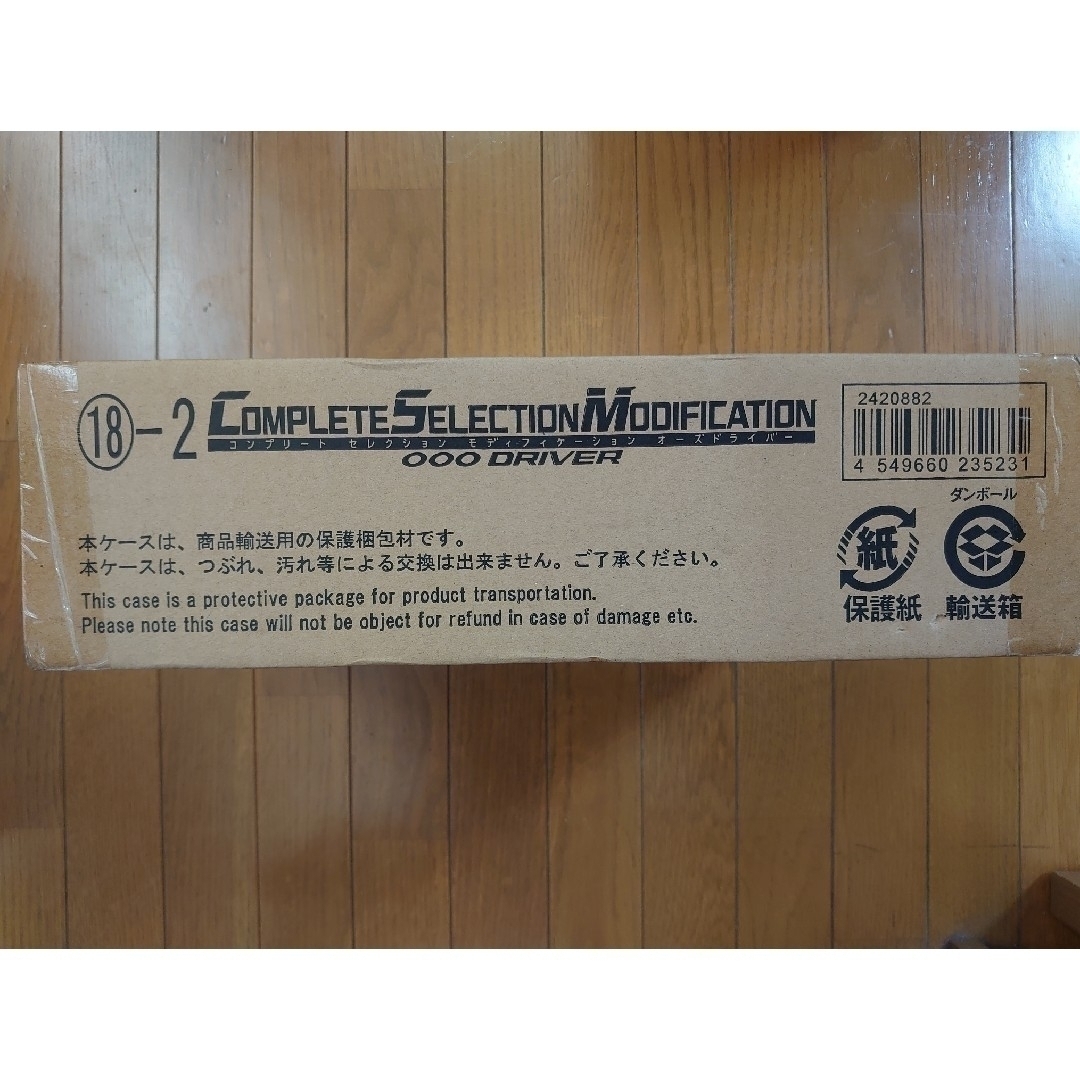 ⑱-2 COMPLETE SELECTION MODIFICATION
コンプリート セレクション モディフィケーション オーズドライバー
OOO DRIVER
2420882
4 549660 235231
本ケースは、商品輸送用の保護梱包材です。
本ケースは、つぶれ、汚れ等による交換は出来ません。ご了承ください。
This case is a protective package for product transportation.
Please note this case will not be object for refund in case of damage etc.
ダンボール
紙
保護紙 輸送箱